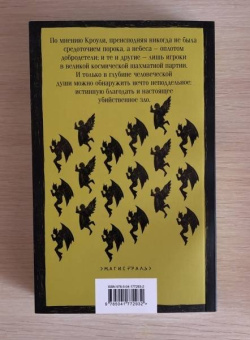 По мнению Кроули, преисподняя никогда не была
средоточием порока, а небеса — оплотом
добродетели; и те и другие — лишь игроки
в великой космической шахматной партии.
И только в глубине человеческой
души можно обнаружить нечто неподдельное:
истинную благодать и настоящее
убийственное зло.
#МАГИСТРАЛЬ